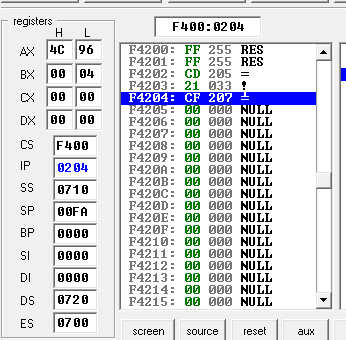 registers
H L
AX 4C 96
BX 00 04
CX 00 00
DX 00 00
CS F400
IP 0204
SS 0710
SP 00FA
BP 0000
SI 0000
DI 0000
DS 0720
ES 0700
F400:0204
F4200: FF 255 RES
F4201: FF 255 RES
F4202: CD 205 =
F4203: 21 033 !
F4204: CF 207 ╧
F4205: 00 000 NULL
F4206: 00 000 NULL
F4207: 00 000 NULL
F4208: 00 000 NULL
F4209: 00 000 NULL
F420A: 00 000 NULL
F420B: 00 000 NULL
F420C: 00 000 NULL
F420D: 00 000 NULL
F420E: 00 000 NULL
F420F: 00 000 NULL
F4210: 00 000 NULL
F4211: 00 000 NULL
F4212: 00 000 NULL
F4213: 00 000 NULL
F4214: 00 000 NULL
F4215: 00 000 NULL
screen source reset aux